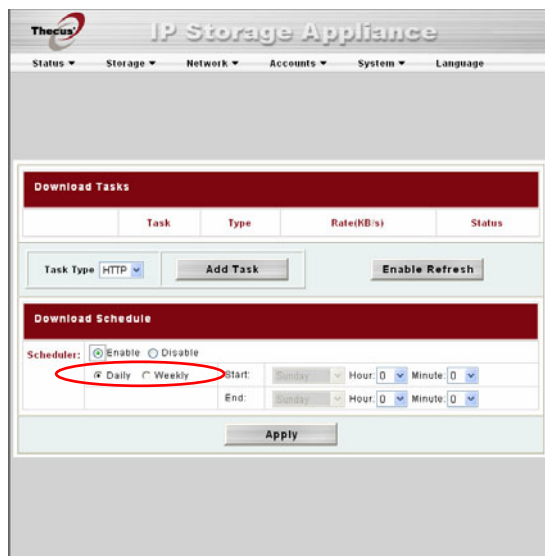 Thecus
IP Storage Appliance
Status Storage Network Accounts System Language
Download Tasks
Task Type Rate(KB/s) Status
Task Type HTTP Add Task Enable Refresh
Download Schedule
Scheduler: Enable Disable
Daily Weekly Start: Sunday Hour: 0 Minute: 0
End: Sunday Hour: 0 Minute: 0
Apply